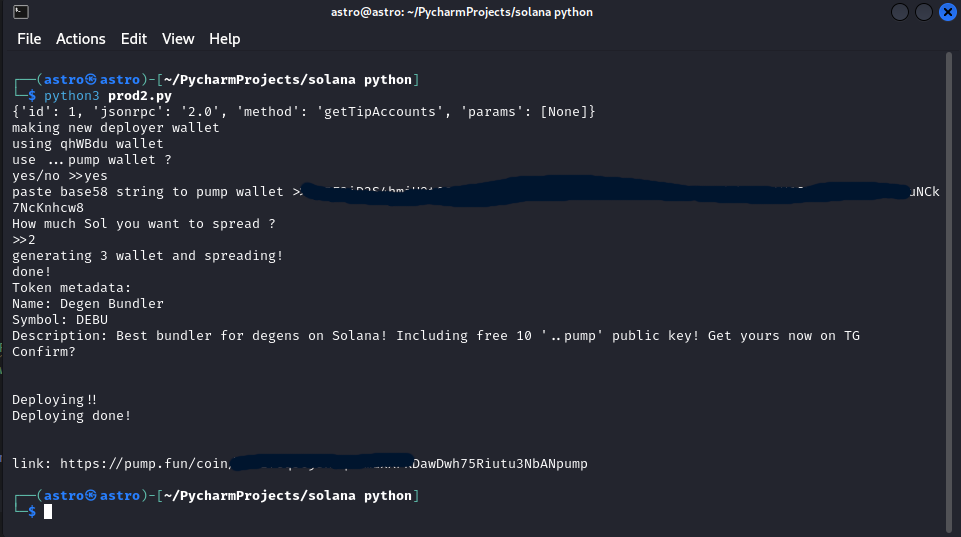 astro@astro: ~/PycharmProjects/solana python
File Actions Edit View Help
┌──(astro㉿astro)-[~/PycharmProjects/solana python]
└─$ python3 prod2.py
{'id': 1, 'jsonrpc': '2.0', 'method': 'getTipAccounts', 'params': [None]}
making new deployer wallet
using qhWBdu wallet
use ...pump wallet ?
yes/no >>yes
paste base58 string to pump wallet >
7NcKnhcw8
How much Sol you want to spread ?
>>2
generating 3 wallet and spreading!
done!
Token metadata:
Name: Degen Bundler
Symbol: DEBU
Description: Best bundler for degens on Solana! Including free 10 '..pump' public key! Get yours now on TG
Confirm?
Deploying!!
Deploying done!
link: https://pump.fun/coin/ DawDwh75Riutu3NbANpump
┌──(astro㉿astro)-[~/PycharmProjects/solana python]
└─$